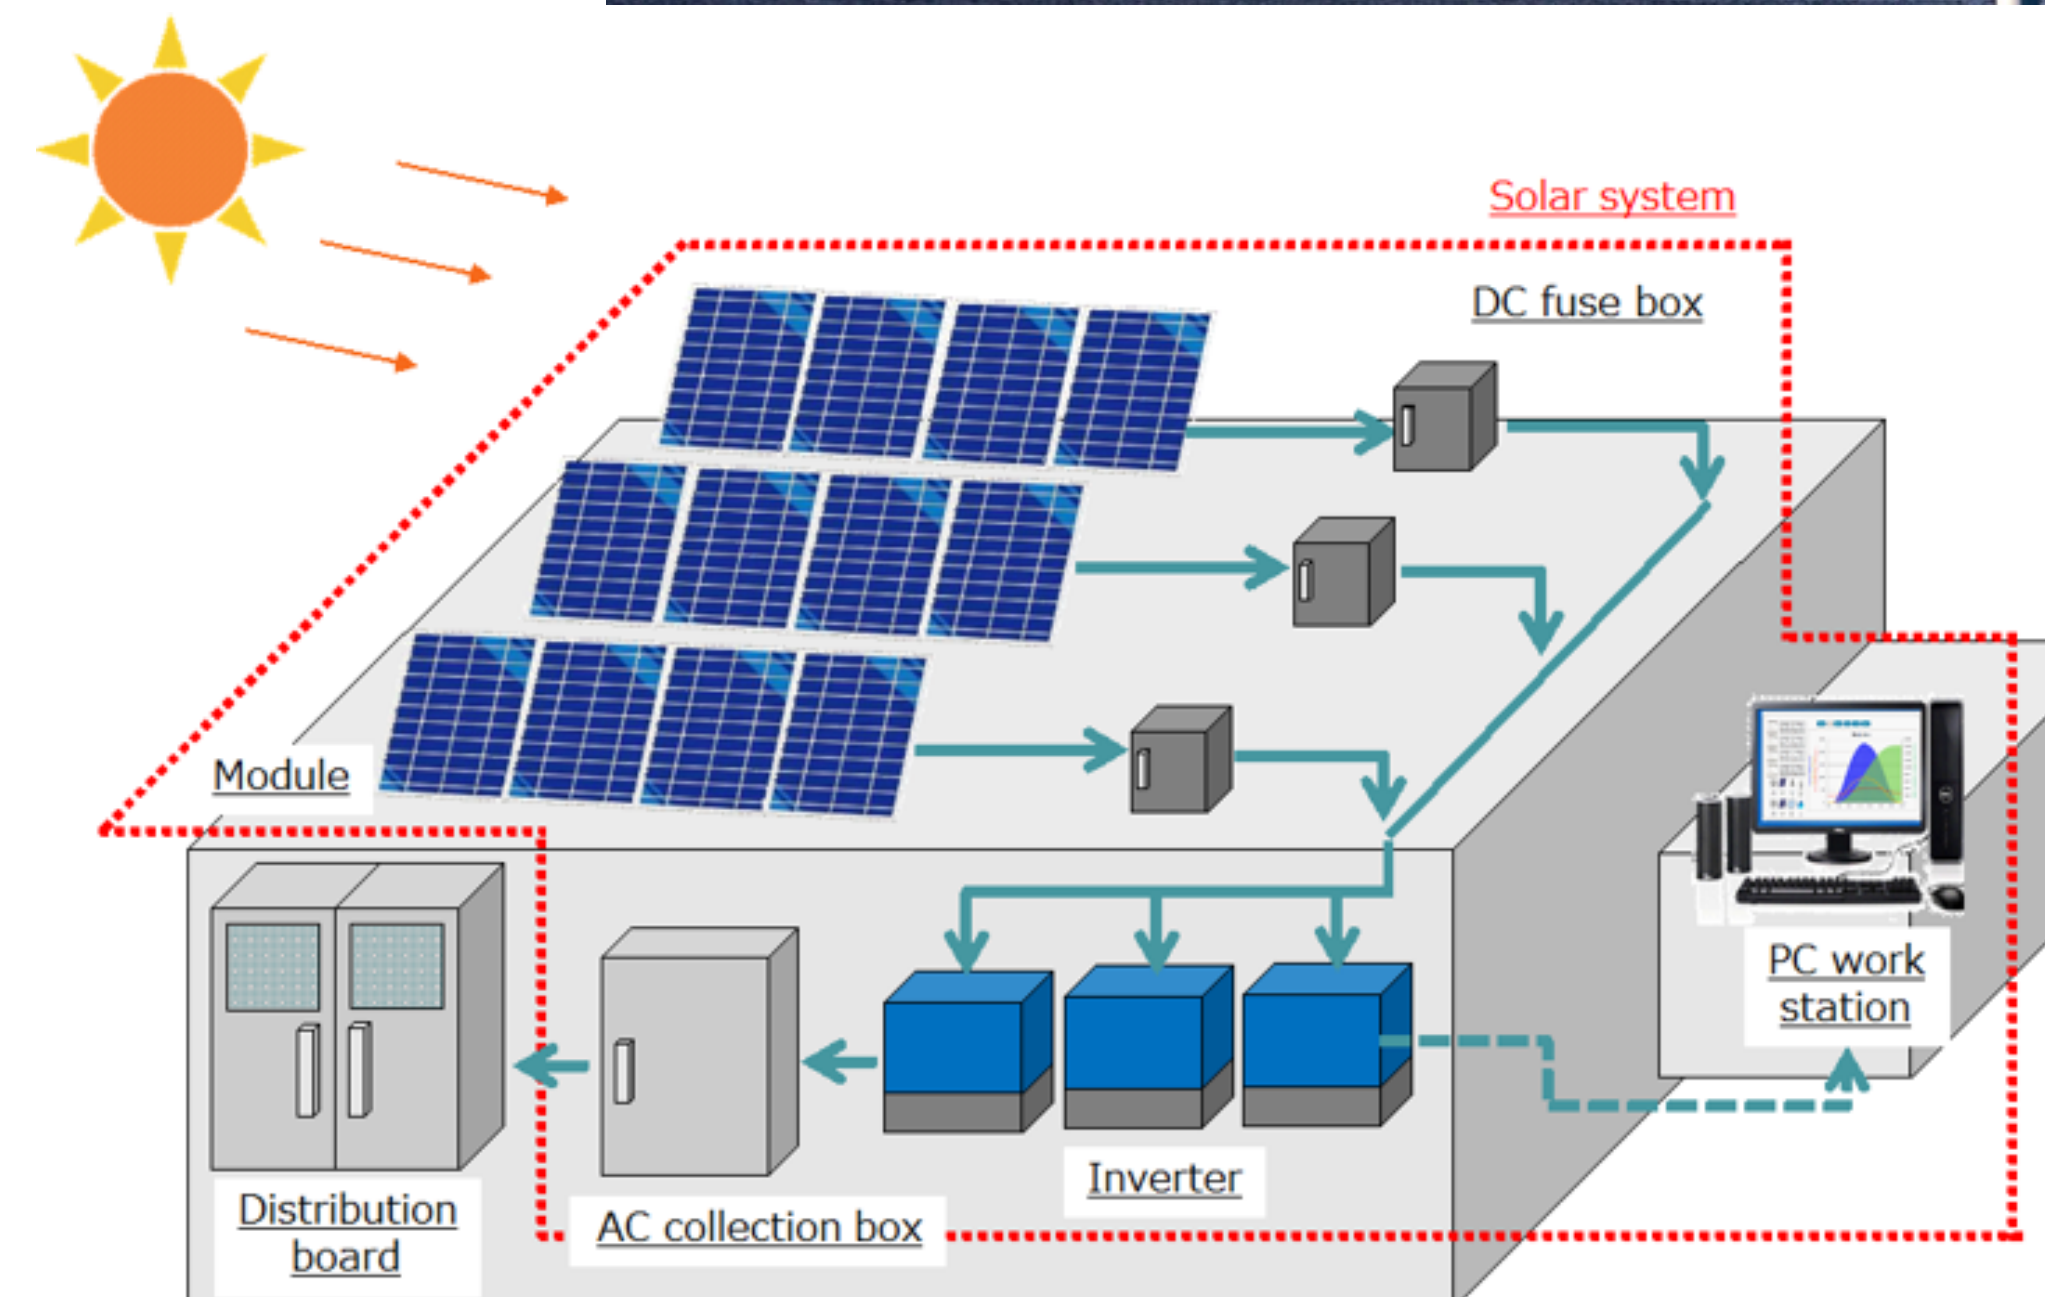 Solar system
DC fuse box
Module
PC work
station
Inverter
AC collection box
Distribution
board